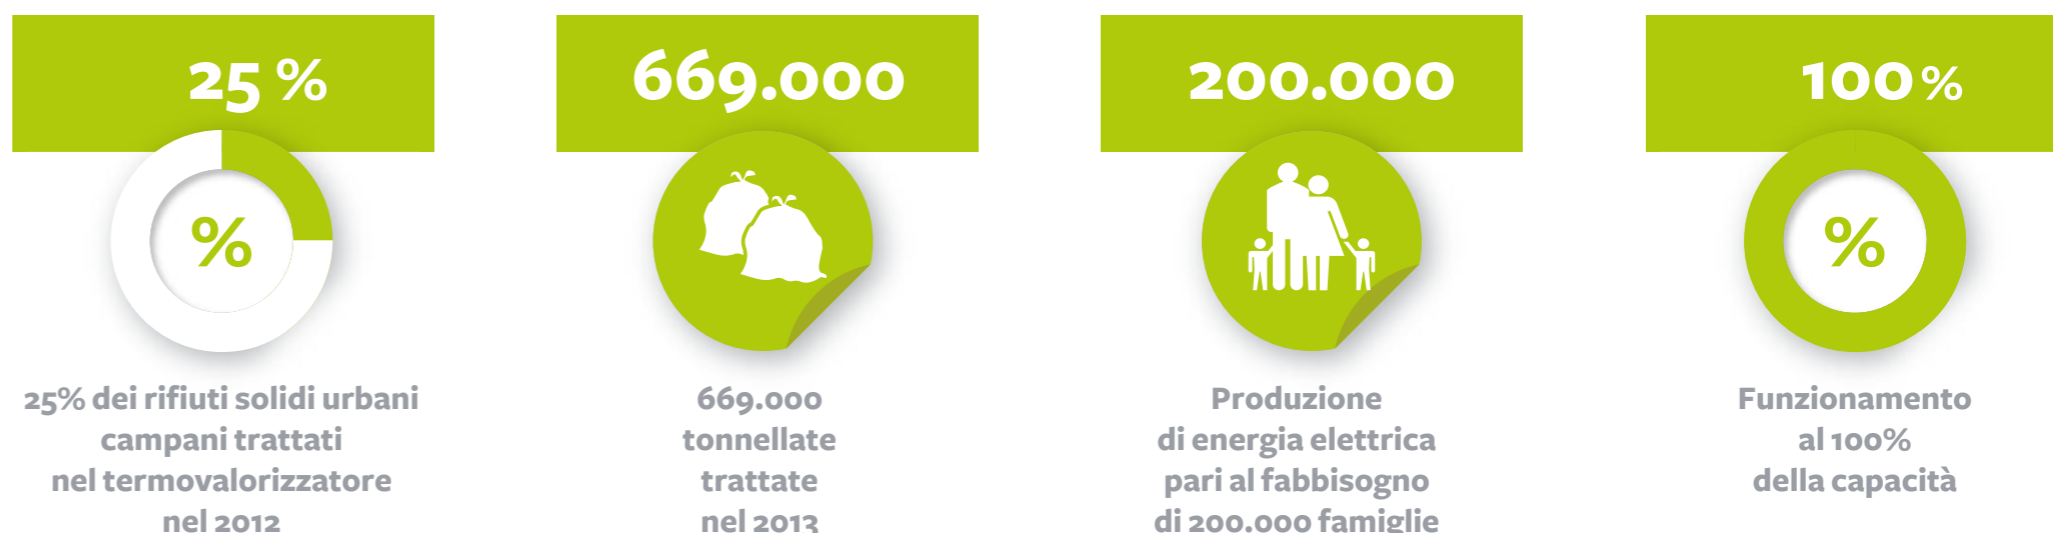 25 %
%
25% dei rifiuti solidi urbani
campani trattati
nel termovalorizzatore
nel 2012
669.000
669.000
tonnellate
trattate
nel 2013
200.000
Produzione
di energia elettrica
pari al fabbisogno
di 200.000 famiglie
100 %
%
Funzionamento
al 100%
della capacità